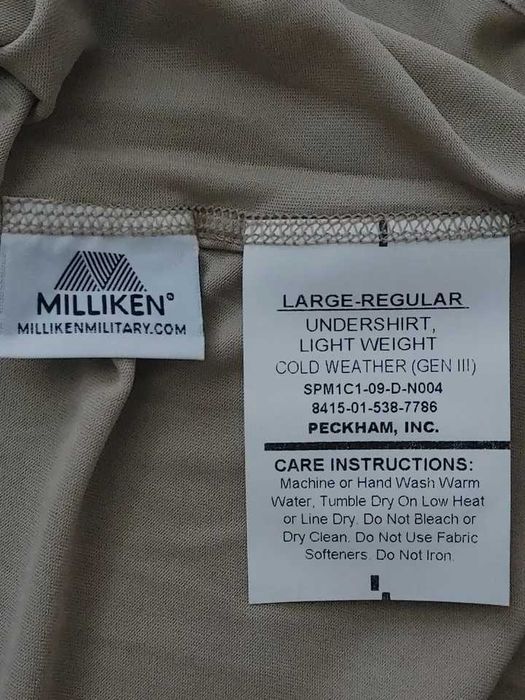 MILLIKEN®
MILLIKENMILITARY.COM
LARGE-REGULAR
UNDERSHIRT,
LIGHT WEIGHT
COLD WEATHER (GEN III)
SPM1C1-09-D-N004
8415-01-538-7786
PECKHAM, INC.
CARE INSTRUCTIONS:
Machine or Hand Wash Warm
Water, Tumble Dry On Low Heat
or Line Dry. Do Not Bleach or
Dry Clean. Do Not Use Fabric
Softeners. Do Not Iron.